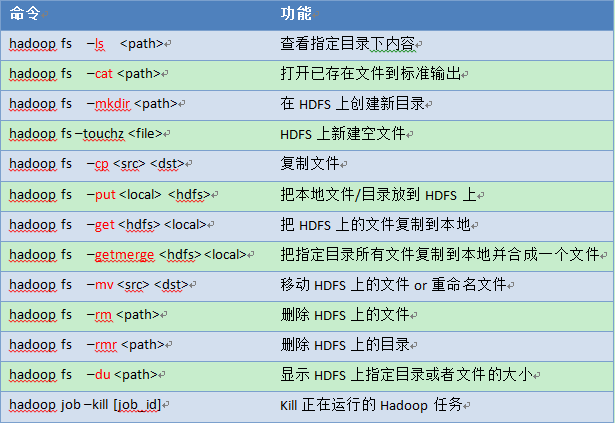 命令 功能
hadoop fs –ls <path> 查看指定目录下内容
hadoop fs –cat <path> 打开已存在文件到标准输出
hadoop fs –mkdir <path> 在 HDFS 上创建新目录
hadoop fs –touchz <file> HDFS 上新建空文件
hadoop fs –cp <src> <dst> 复制文件
hadoop fs –put <local> <hdfs> 把本地文件/目录放到 HDFS 上
hadoop fs –get <hdfs> <local> 把 HDFS 上的文件复制到本地
hadoop fs –getmerge <hdfs> <local> 把指定目录所有文件复制到本地并合成一个文件
hadoop fs –mv <src> <dst> 移动 HDFS 上的文件 or 重命名文件
hadoop fs –rm <path> 删除 HDFS 上的文件
hadoop fs –rmr <path> 删除 HDFS 上的目录
hadoop fs –du <path> 显示 HDFS 上指定目录或者文件的大小
hadoop job –kill [job_id] Kill 正在运行的 Hadoop 任务